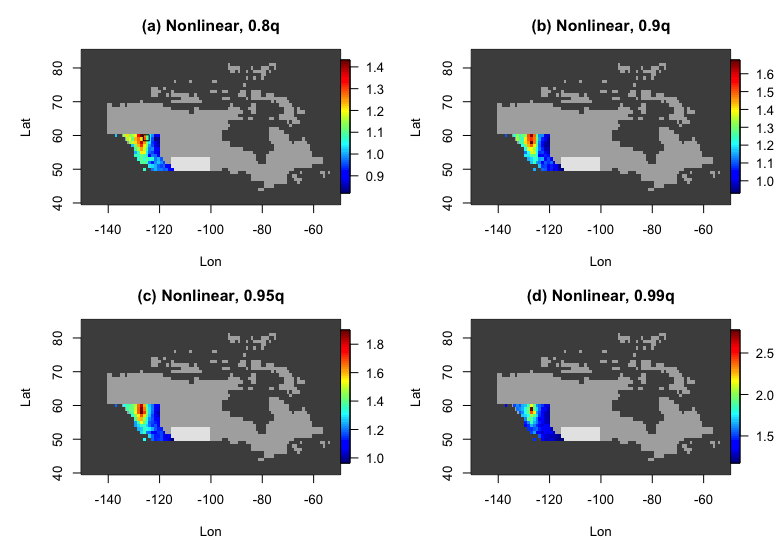 (a) Nonlinear, 0.8q
Lat
40 50 60 70 80
-140 -120 -100 -80 -60
Lon
0.9 1.0 1.1 1.2 1.3 1.4
(b) Nonlinear, 0.9q
Lat
40 50 60 70 80
-140 -120 -100 -80 -60
Lon
1.0 1.1 1.2 1.3 1.4 1.5 1.6
(c) Nonlinear, 0.95q
Lat
40 50 60 70 80
-140 -120 -100 -80 -60
Lon
1.0 1.2 1.4 1.6 1.8
(d) Nonlinear, 0.99q
Lat
40 50 60 70 80
-140 -120 -100 -80 -60
Lon
1.5 2.0 2.5